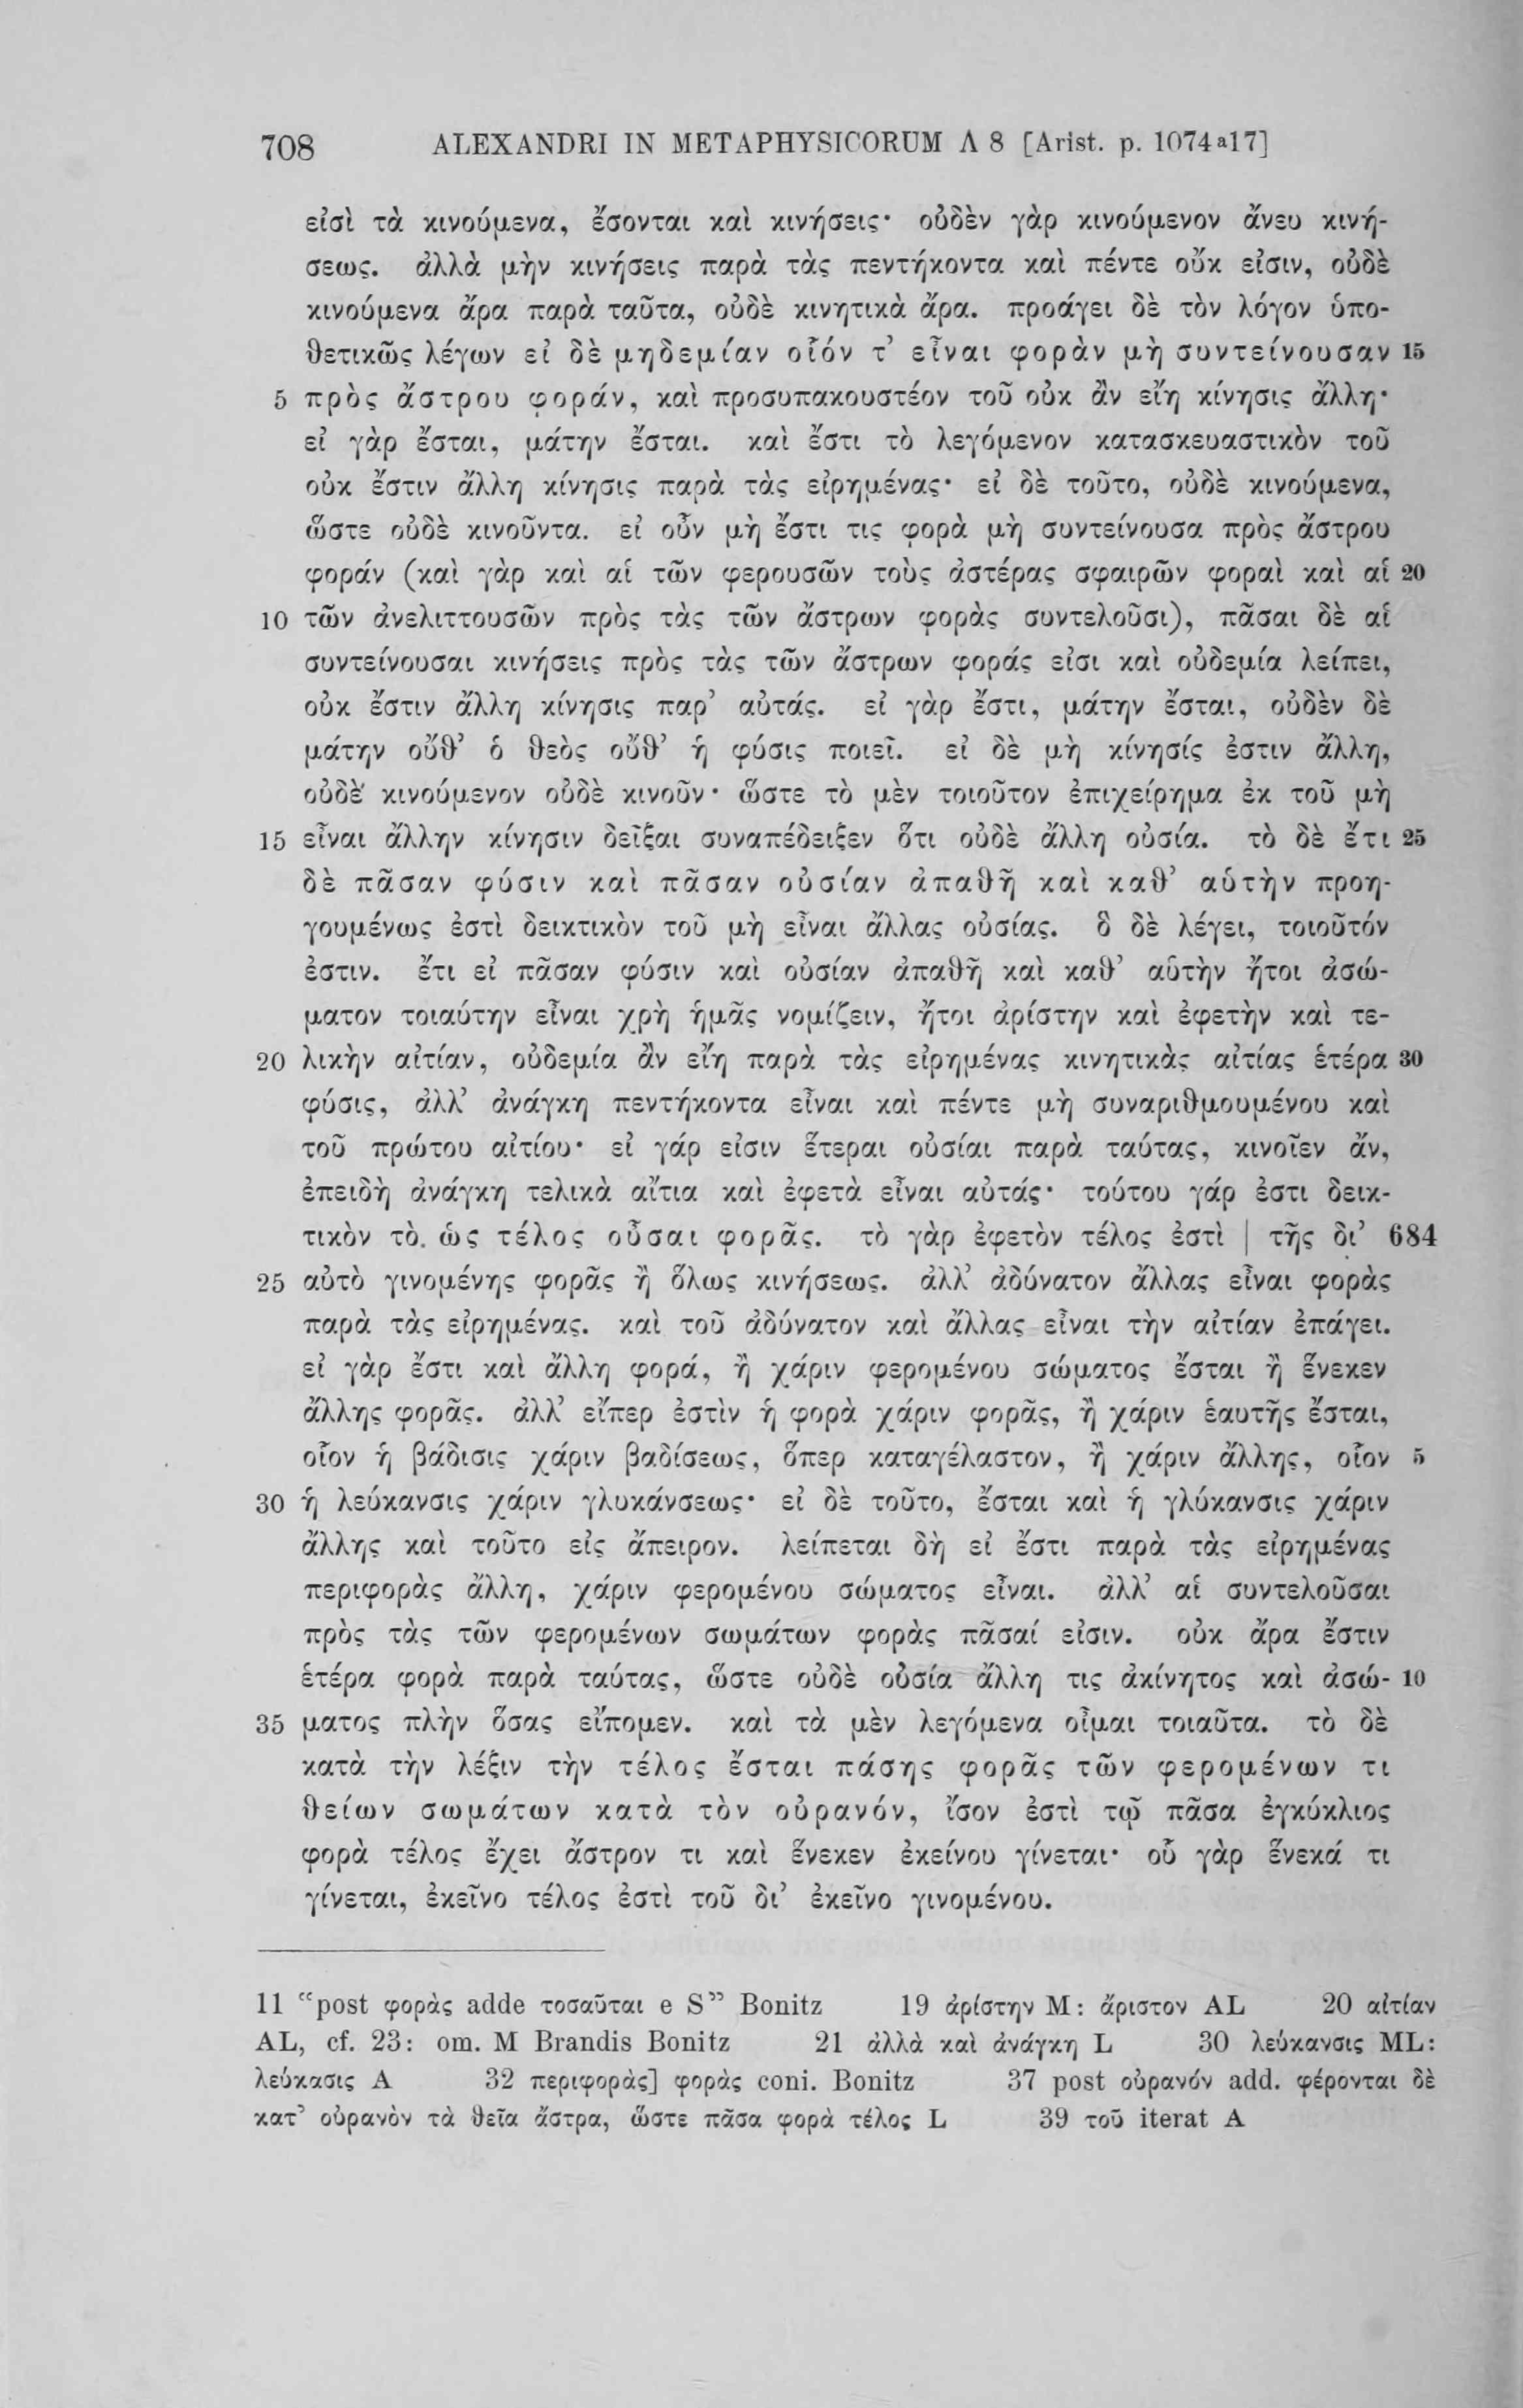 708 ALEXANDRI IN METAPHYSICORUM Λ 8 [Arist. p. 1074 a 17]
εἰσὶ τὰ κινούμενα, ἔσονται καὶ κινήσεις· οὐδὲν γὰρ κινούμενον ἄνευ κινή-
σεως. ἀλλὰ μὴν κινήσεις παρὰ τὰς πεντήκοντα καὶ πέντε οὔκ εἰσιν, οὐδὲ
κινούμενα ἄρα παρὰ ταῦτα, οὐδὲ κινητικὰ ἄρα. προάγει δὲ τὸν λόγον ὑπο-
θετικῶς λέγων εἰ δὲ μηδεμίαν οἷόν τ’ εἶναι φορὰν μὴ συντείνουσαν 15
5 πρὸς ἄστρου φοράν, καὶ προσυπακουστέον τοῦ οὐκ ἂν εἴη κίνησις ἄλλη·
εἰ γὰρ ἔσται, μάτην ἔσται. καὶ ἔστι τὸ λεγόμενον κατασκευαστικὸν τοῦ
οὐκ ἔστιν ἄλλη κίνησις παρὰ τὰς εἰρημένας· εἰ δὲ τοῦτο, οὐδὲ κινούμενα,
ὥστε οὐδὲ κινοῦντα. εἰ οὖν μὴ ἔστι τις φορὰ μὴ συντείνουσα πρὸς ἄστρου
φοράν (καὶ γὰρ καὶ αἱ τῶν φερουσῶν τοὺς ἀστέρας σφαιρῶν φοραὶ καὶ αἱ 20
10 τῶν ἀνελιττουσῶν πρὸς τὰς τῶν ἄστρων φορὰς συντελοῦσι), πᾶσαι δὲ αἱ
συντείνουσαι κινήσεις πρὸς τὰς τῶν ἄστρων φοράς εἰσι καὶ οὐδεμία λείπει,
οὐκ ἔστιν ἄλλη κίνησις παρ’ αὐτάς. εἰ γὰρ ἔστι, μάτην ἔσται, οὐδὲν δὲ
μάτην οὔθ’ ὁ θεὸς οὔθ’ ἡ φύσις ποιεῖ. εἰ δὲ μὴ κίνησίς ἐστιν ἄλλη,
οὐδὲ κινούμενον οὐδὲ κινοῦν· ὥστε τὸ μὲν τοιοῦτον ἐπιχείρημα ἐκ τοῦ μὴ
15 εἶναι ἄλλην κίνησιν δεῖξαι συναπέδειξεν ὅτι οὐδὲ ἄλλη οὐσία. τὸ δὲ ἔτι 25
δὲ πᾶσαν φύσιν καὶ πᾶσαν οὐσίαν ἀπαθῆ καὶ καθ’ αὑτὴν προη-
γουμένως ἐστὶ δεικτικὸν τοῦ μὴ εἶναι ἄλλας οὐσίας. ὃ δὲ λέγει, τοιοῦτόν
ἐστιν. ἔτι εἰ πᾶσαν φύσιν καὶ οὐσίαν ἀπαθῆ καὶ καθ’ αὑτὴν ἤτοι ἀσώ-
ματον τοιαύτην εἶναι χρὴ ἡμᾶς νομίζειν, ἤτοι ἀρίστην καὶ ἐφετὴν καὶ τε-
20 λικὴν αἰτίαν, οὐδεμία ἂν εἴη παρὰ τὰς εἰρημένας κινητικὰς αἰτίας ἑτέρα 30
φύσις, ἀλλ’ ἀνάγκη πεντήκοντα εἶναι καὶ πέντε μὴ συναριθμουμένου καὶ
τοῦ πρώτου αἰτίου· εἰ γάρ εἰσιν ἕτεραι οὐσίαι παρὰ ταύτας, κινοῖεν ἄν,
ἐπειδὴ ἀνάγκη τελικὰ αἴτια καὶ ἐφετὰ εἶναι αὐτάς· τούτου γάρ ἐστι δεικ-
τικὸν τὸ ὡς τέλος οὖσαι φορᾶς. τὸ γὰρ ἐφετὸν τέλος ἐστὶ | τῆς δι’ 684
25 αὐτὸ γινομένης φορᾶς ἢ ὅλως κινήσεως. ἀλλ’ ἀδύνατον ἄλλας εἶναι φορὰς
παρὰ τὰς εἰρημένας. καὶ τοῦ ἀδύνατον καὶ ἄλλας εἶναι τὴν αἰτίαν ἐπάγει.
εἰ γὰρ ἔστι καὶ ἄλλη φορά, ἢ χάριν φερομένου σώματος ἔσται ἢ ἕνεκεν
ἄλλης φορᾶς. ἀλλ’ εἴπερ ἐστὶν ἡ φορὰ χάριν φορᾶς, ἢ χάριν ἑαυτῆς ἔσται,
οἷον ἡ βάδισις χάριν βαδίσεως, ὅπερ καταγέλαστον, ἢ χάριν ἄλλης, οἷον 5
30 ἡ λεύκανσις χάριν γλυκάνσεως· εἰ δὲ τοῦτο, ἔσται καὶ ἡ γλύκανσις χάριν
ἄλλης καὶ τοῦτο εἰς ἄπειρον. λείπεται δὴ εἰ ἔστι παρὰ τὰς εἰρημένας
περιφορὰς ἄλλη, χάριν φερομένου σώματος εἶναι. ἀλλ’ αἱ συντελοῦσαι
πρὸς τὰς τῶν φερομένων σωμάτων φορὰς πᾶσαί εἰσιν. οὐκ ἄρα ἔστιν
ἑτέρα φορὰ παρὰ ταύτας, ὥστε οὐδὲ οὐσία ἄλλη τις ἀκίνητος καὶ ἀσώ- 10
35 ματος πλὴν ὅσας εἴπομεν. καὶ τὰ μὲν λεγόμενα οἶμαι τοιαῦτα. τὸ δὲ
κατὰ τὴν λέξιν τὴν τέλος ἔσται πάσης φορᾶς τῶν φερομένων τι
θείων σωμάτων κατὰ τὸν οὐρανόν, ἴσον ἐστὶ τῷ πᾶσα ἐγκύκλιος
φορὰ τέλος ἔχει ἄστρον τι καὶ ἕνεκεν ἐκείνου γίνεται· οὗ γὰρ ἕνεκά τι
γίνεται, ἐκεῖνο τέλος ἐστὶ τοῦ δι’ ἐκεῖνο γινομένου.
11 “post φορὰς adde τοσαῦται e S” Bonitz 19 ἀρίστην M: ἄριστον AL 20 αἰτίαν
AL, cf. 23: om. M Brandis Bonitz 21 ἀλλὰ καὶ ἀνάγκη L 30 λεύκανσις ML:
λεύκασις A 32 περιφορὰς] φορὰς coni. Bonitz 37 post οὐρανόν add. φέρονται δὲ
κατ’ οὐρανὸν τὰ θεῖα ἄστρα, ὥστε πᾶσα φορὰ τέλος L 39 τοῦ iterat A